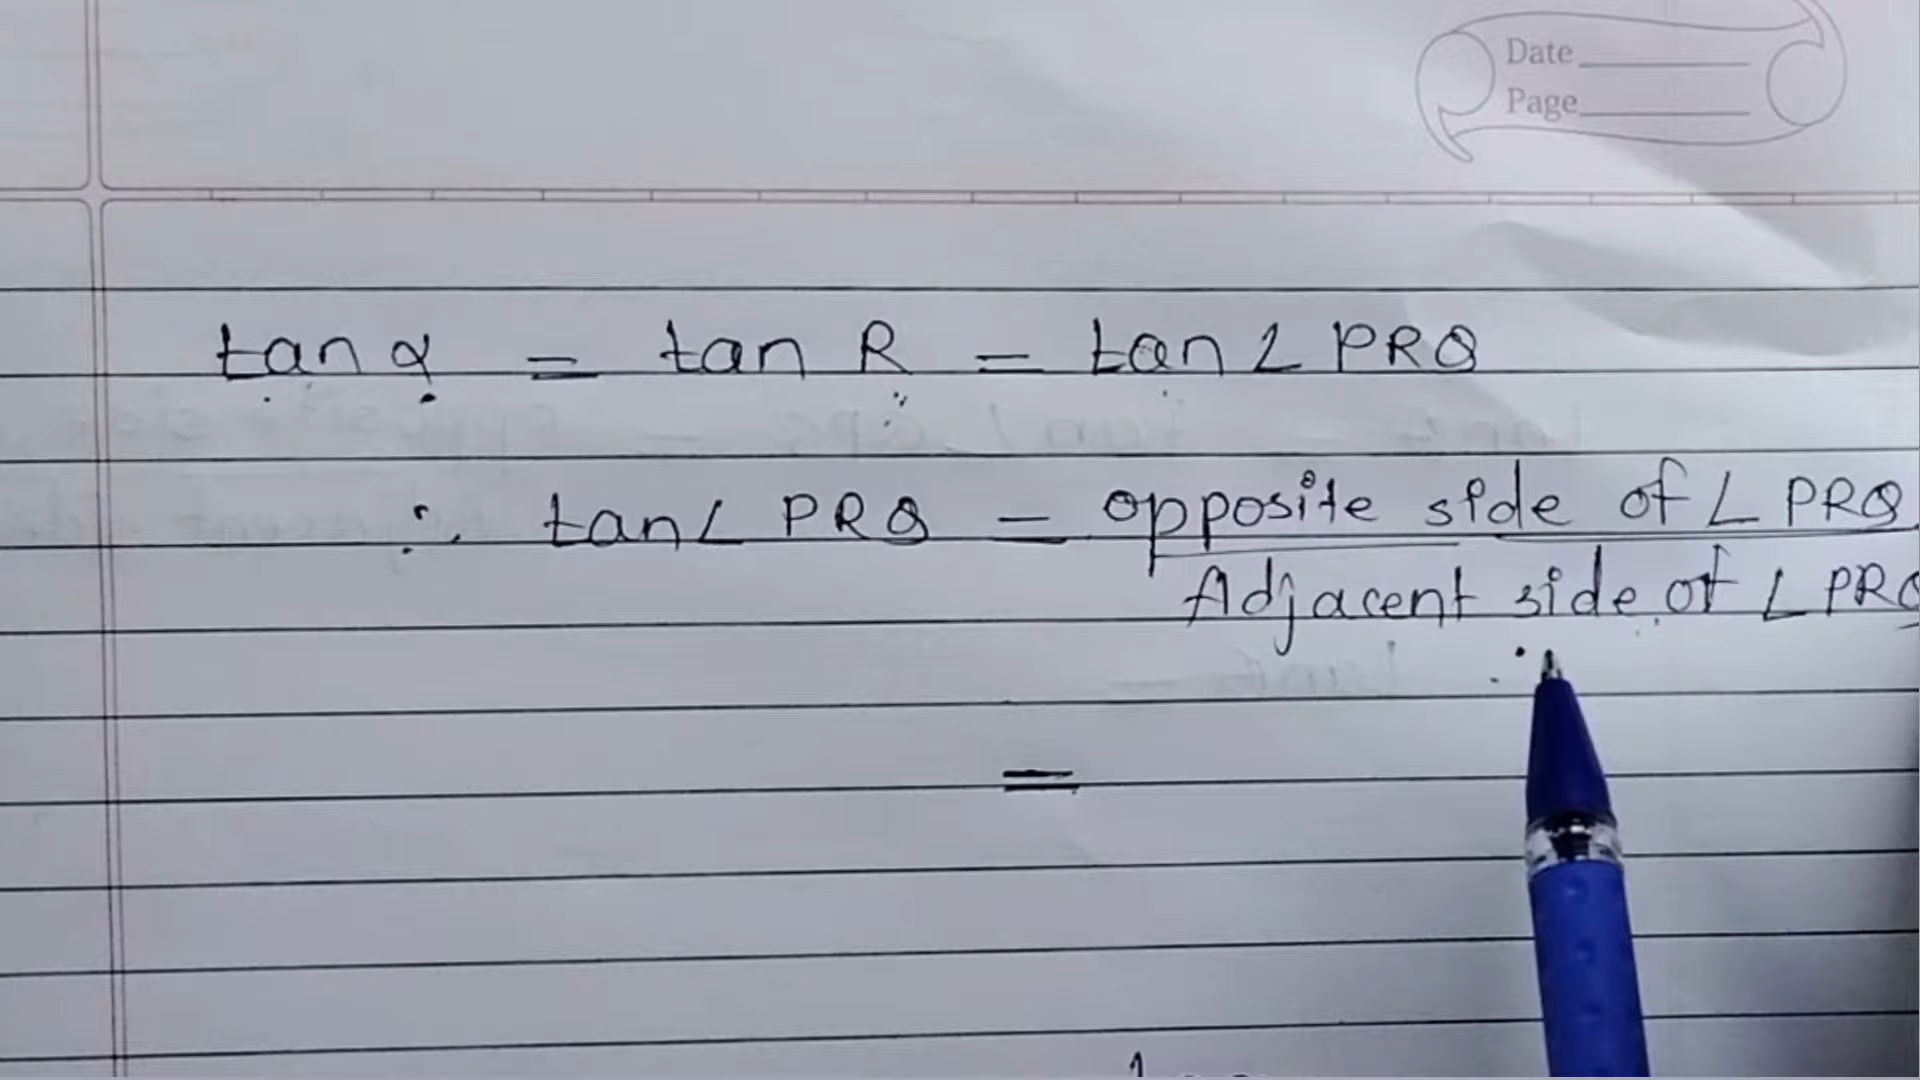 Date
Page
tan α = tan R = tan ∠ PRQ
∴ tan ∠ PRQ = opposite side of ∠ PRQ
Adjacent side of ∠ PRQ
=